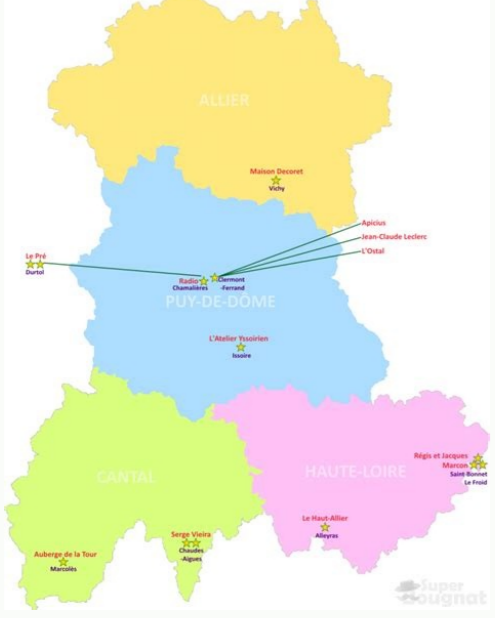 ALLIER
Maison Decoret
Vichy
Apicius
Jean-Claude Leclerc
L'Ostal
Le Pré
Durtol
Radio
Chamalières
Clermont
-Ferrand
PUY-DE-DÔME
L'Atelier Yssoirien
Issoire
CANTAL
HAUTE-LOIRE
Régis et Jacques
Marcon
Saint-Bonnet
Le Froid
Le Haut-Allier
Alleyras
Serge Vieira
Chaudes
-Aigues
Auberge de la Tour
Marcolès
Super
Bougnat